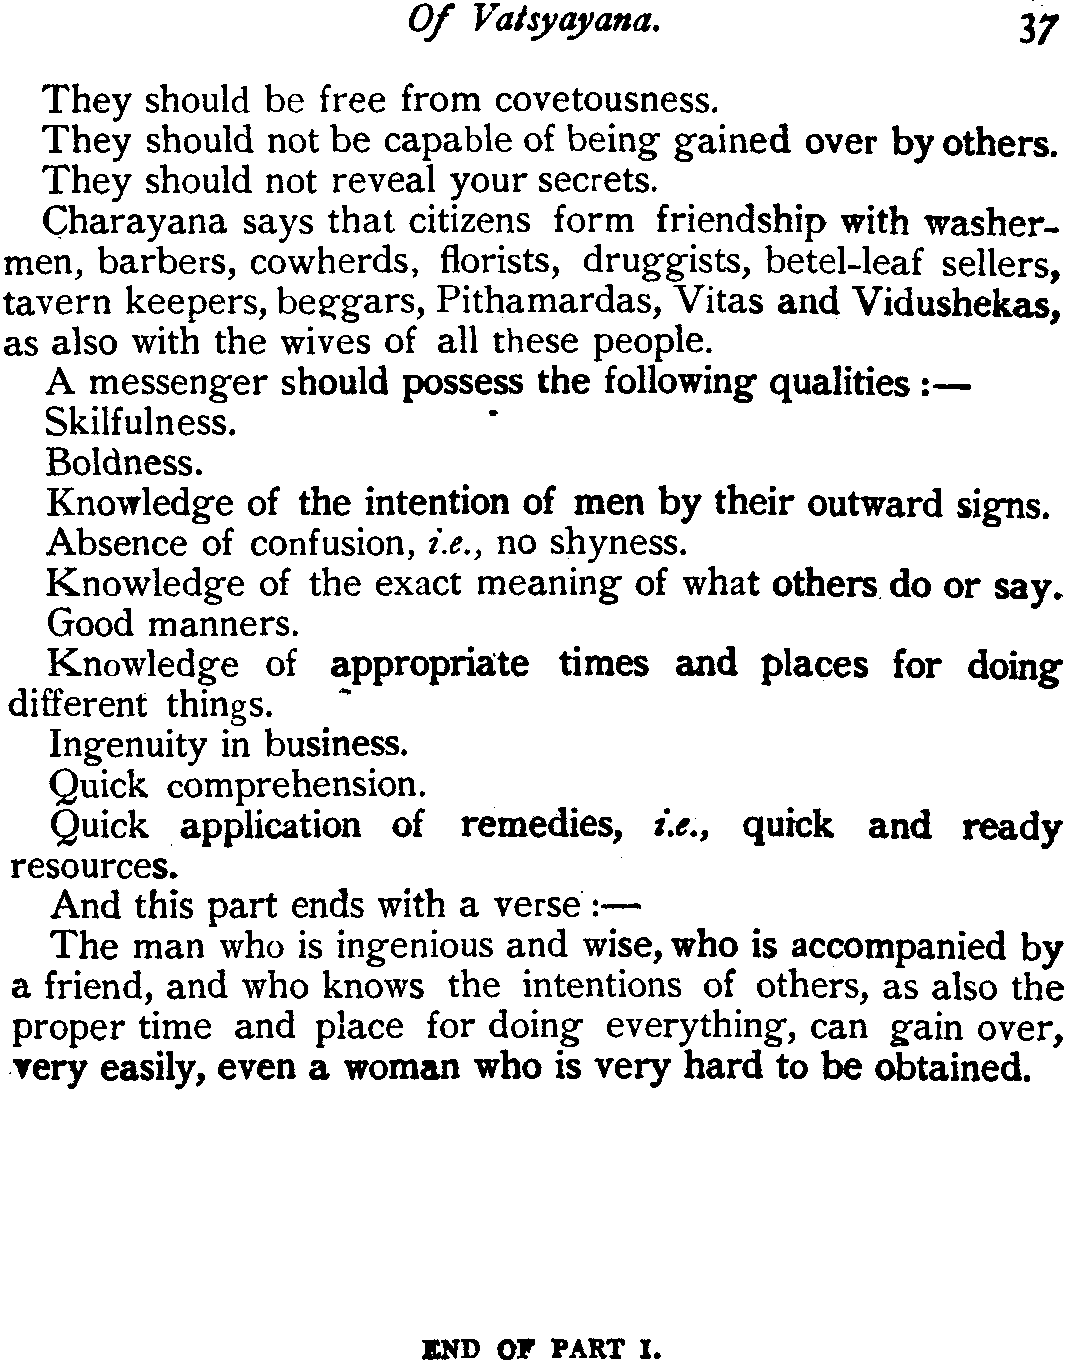 Of Vatsyayana. 37
They should be free from covetousness.
They should not be capable of being gained over by others.
They should not reveal your secrets.
Charayana says that citizens form friendship with washer-
men, barbers, cowherds, florists, druggists, betel-leaf sellers,
tavern keepers, beggars, Pithamardas, Vitas and Vidushekas,
as also with the wives of all these people.
A messenger should possess the following qualities :—
Skilfulness.
Boldness.
Knowledge of the intention of men by their outward signs.
Absence of confusion, i.e., no shyness.
Knowledge of the exact meaning of what others do or say.
Good manners.
Knowledge of appropriate times and places for doing
different things.
Ingenuity in business.
Quick comprehension.
Quick application of remedies, i.e., quick and ready
resources.
And this part ends with a verse :—
The man who is ingenious and wise, who is accompanied by
a friend, and who knows the intentions of others, as also the
proper time and place for doing everything, can gain over,
very easily, even a woman who is very hard to be obtained.
END OF PART I.